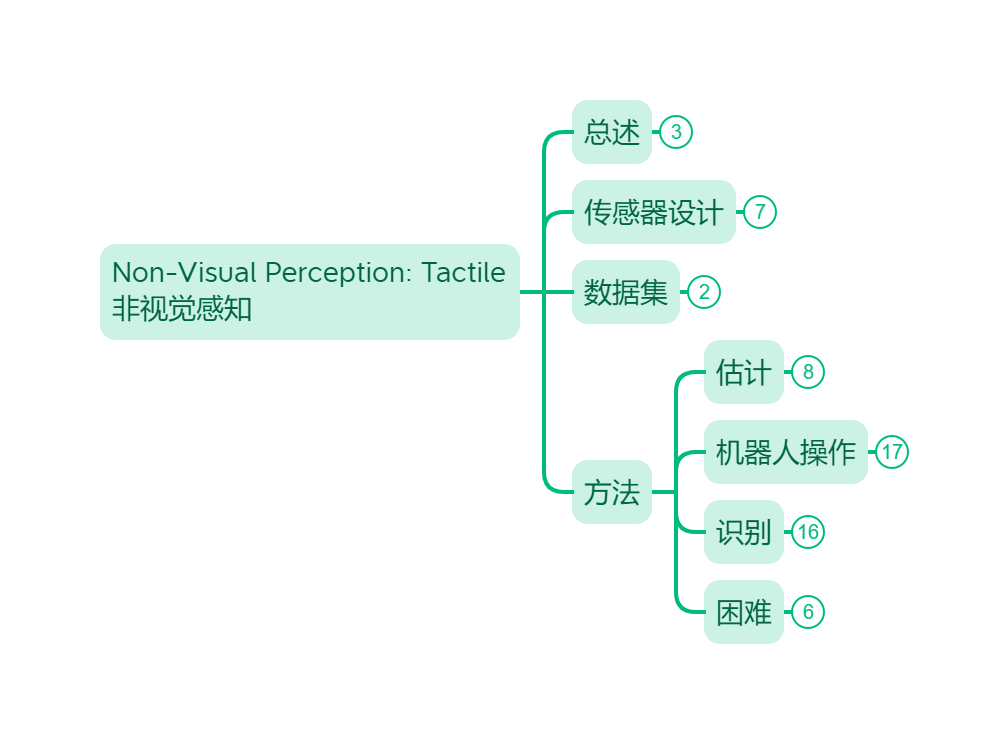 Non-Visual Perception: Tactile
非视觉感知
总述
3
传感器设计
7
数据集
2
方法
估计
8
机器人操作
17
识别
16
困难
6